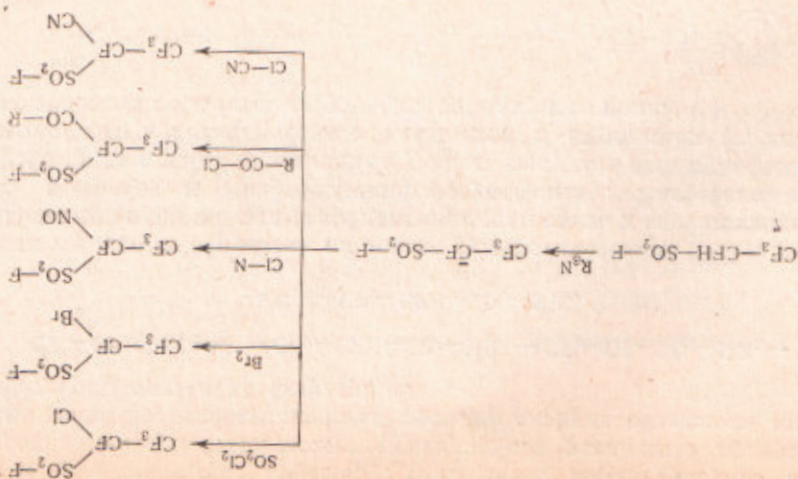 SO₂—F
SO₂Cl₂
CF₃—CF
Cl
SO₂—F
Br₂
CF₃—CF
Br
SO₂—F
CF₃—CFH—SO₂—F R₃N CF₃—C̄F—SO₂—F Cl—N CF₃—CF
NO
SO₂—F
R—CO—Cl CF₃—CF
CO—R
SO₂—F
Cl—CN CF₃—CF
CN